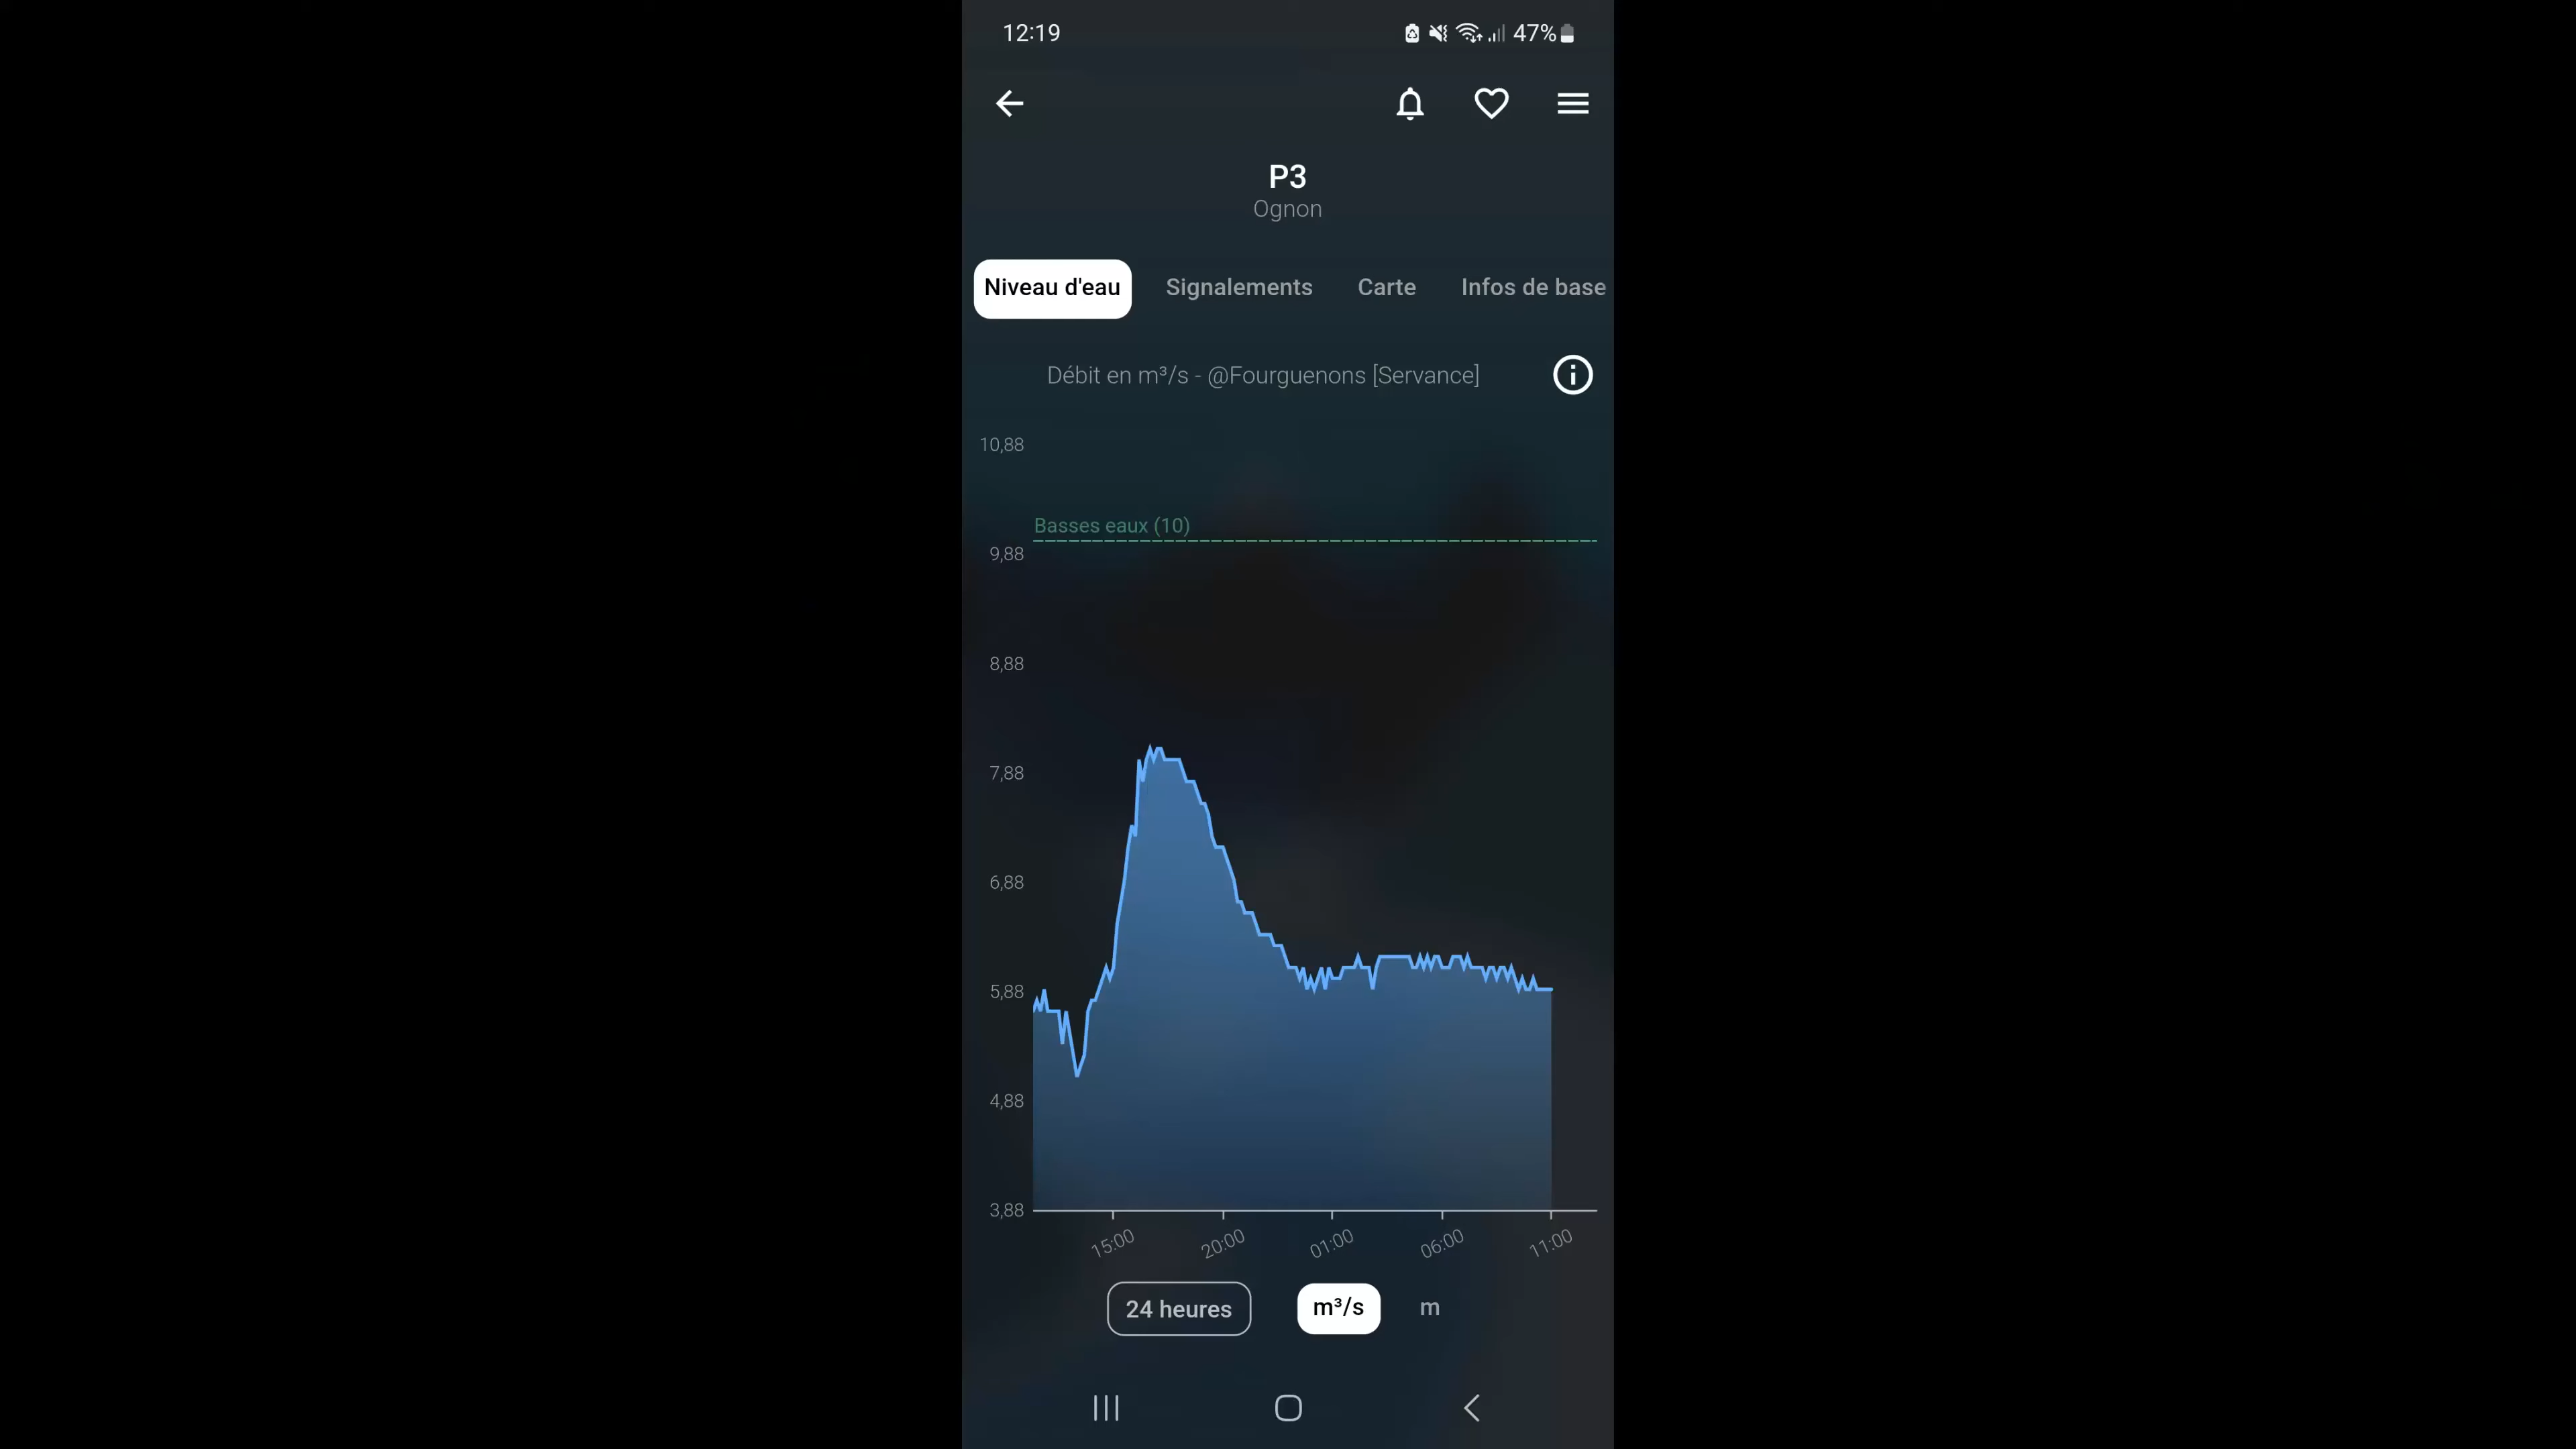 12:19
47%
P3
Ognon
Niveau d'eau Signalements Carte Infos de base
Débit en m³/s - @Fourguenons [Servance]
10,88
Basses eaux (10)
9,88
8,88
7,88
6,88
5,88
4,88
3,88
15:00 20:00 01:00 06:00 11:00
24 heures m³/s m